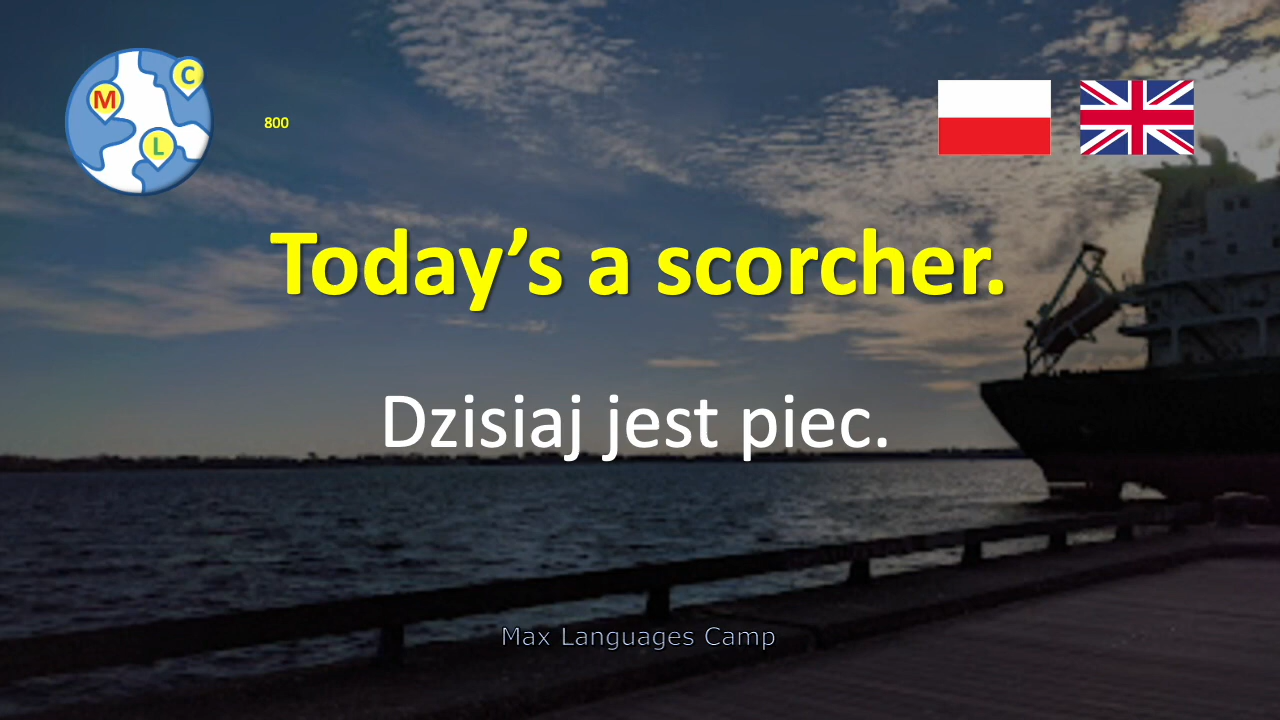 M
C
L
800
Today’s a scorcher.
Dzisiaj jest piec.
Max Languages Camp